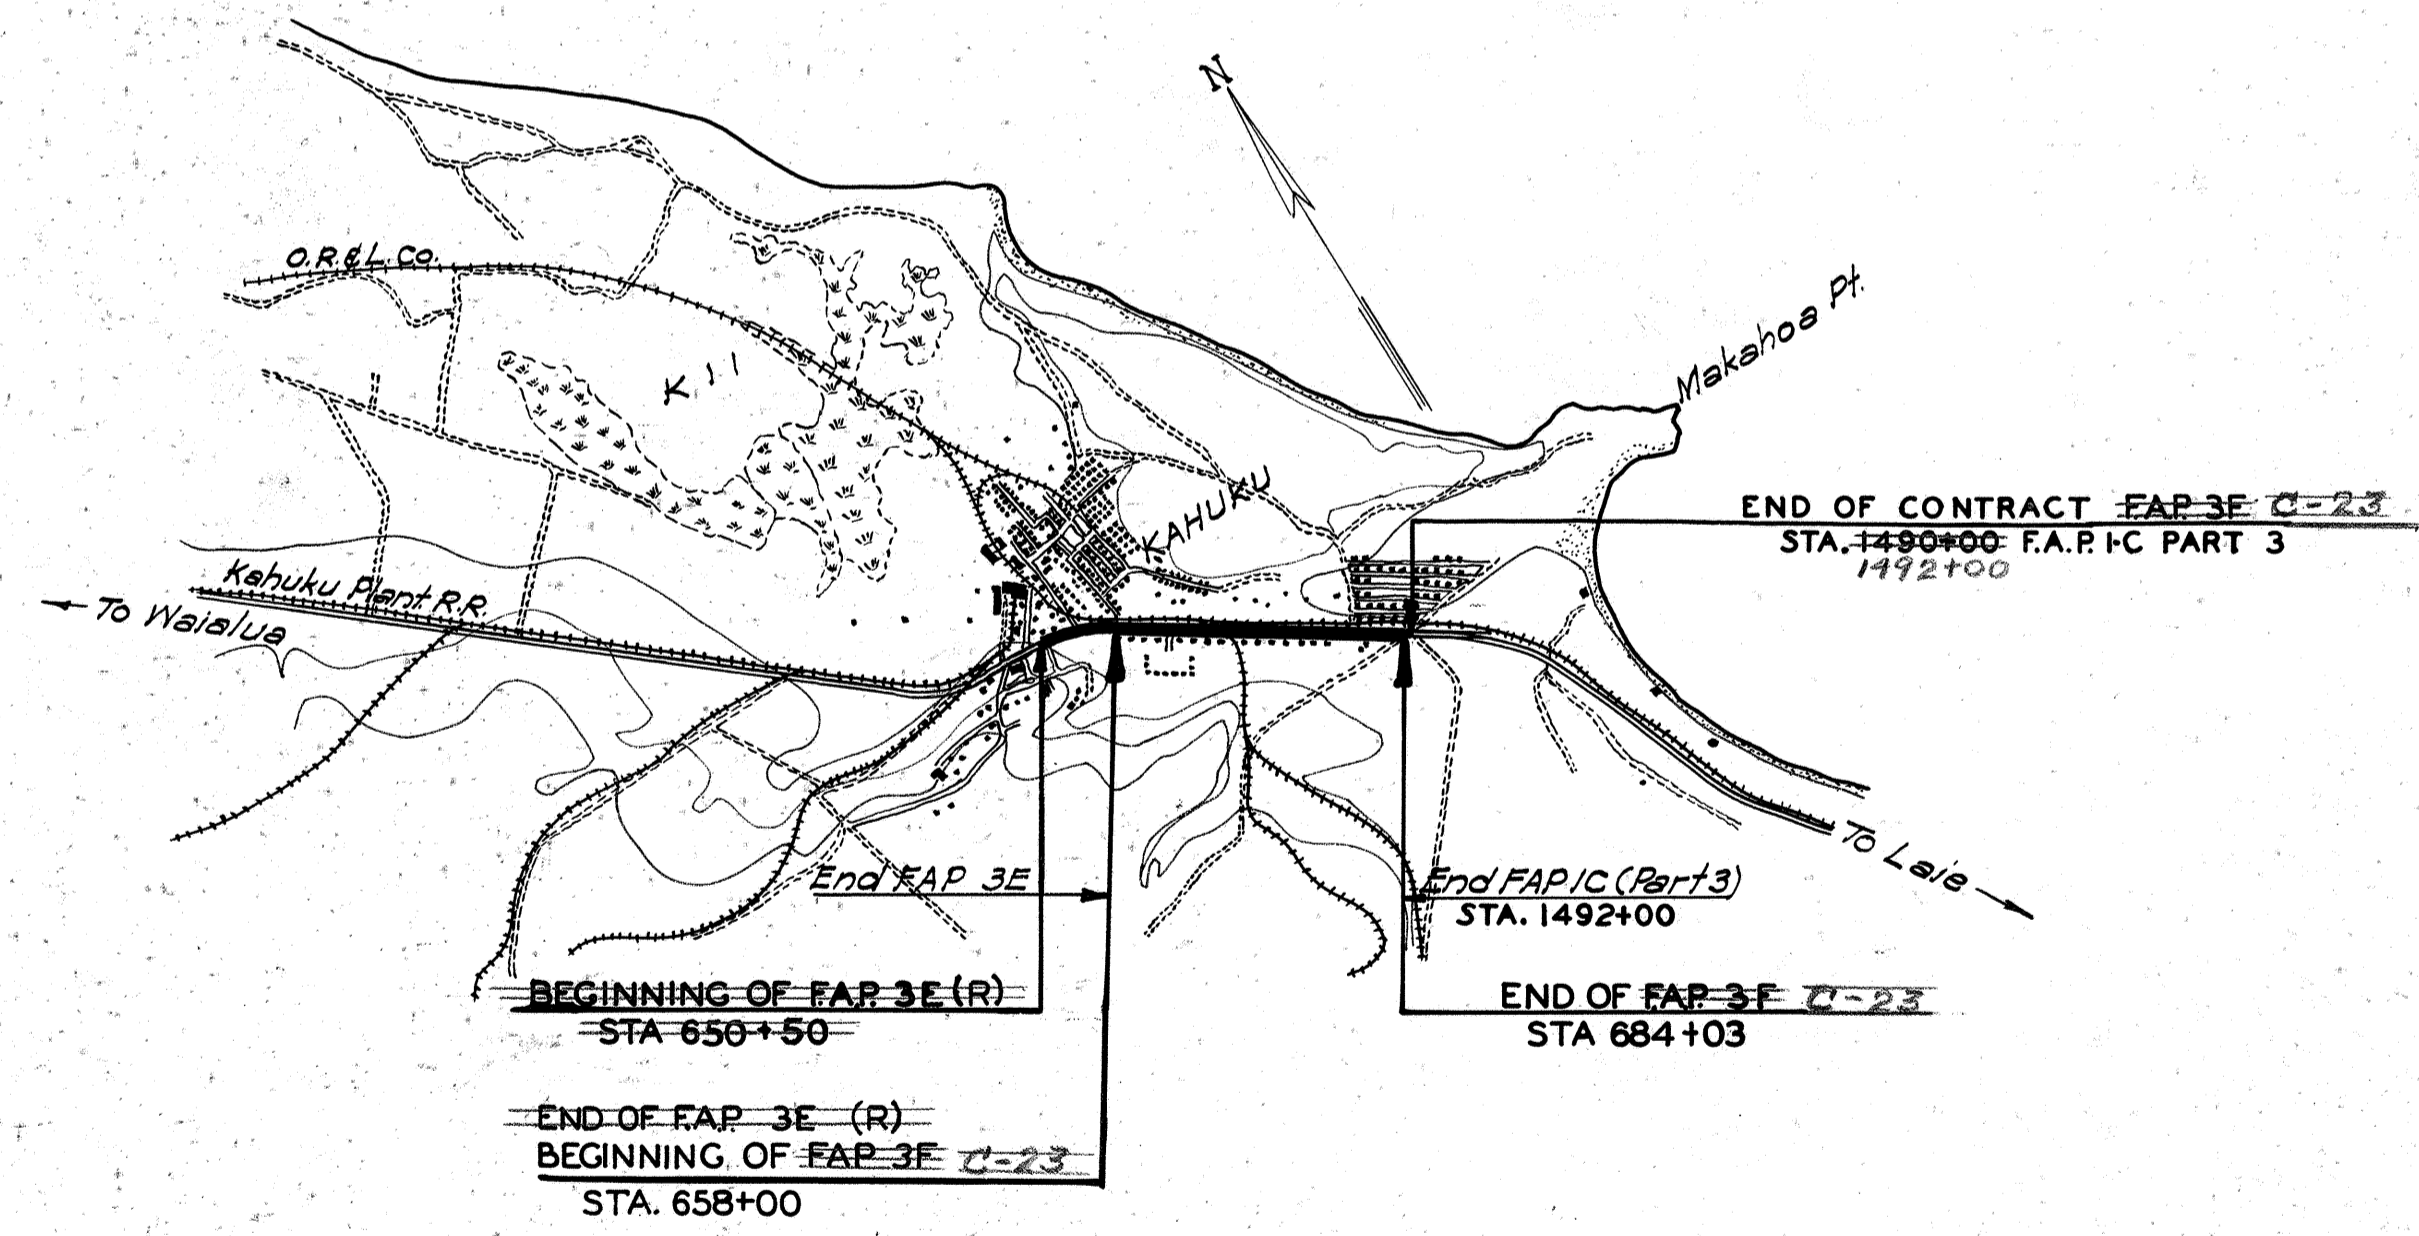 N
O.R.&L. Co.
Makahoa Pt.
K I I
KAHUKU
END OF CONTRACT FAP 3F C-23
STA. 1490+00 F.A.P. 1-C PART 3
1492+00
Kahuku Plant. R.R.
To Waialua
To Laie
End FAP 3E
End FAP 1C (Part 3)
STA. 1492+00
BEGINNING OF F.A.P. 3E (R)
STA 650+50
END OF FAP 3F C-23
STA 684+03
END OF F.A.P. 3E (R)
BEGINNING OF FAP 3F C-23
STA. 658+00